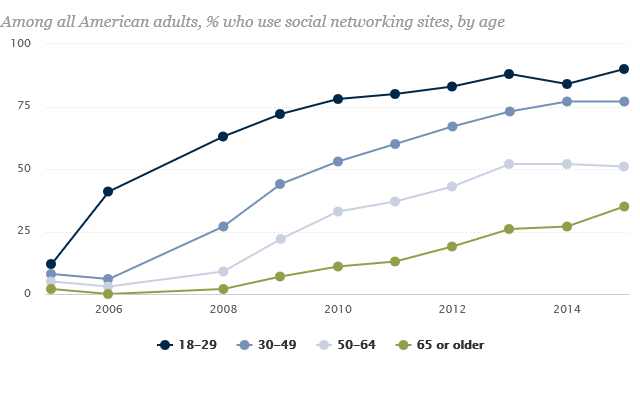 Among all American adults, % who use social networking sites, by age
100
75
50
25
0
2006 2008 2010 2012 2014
18–29 30–49 50–64 65 or older